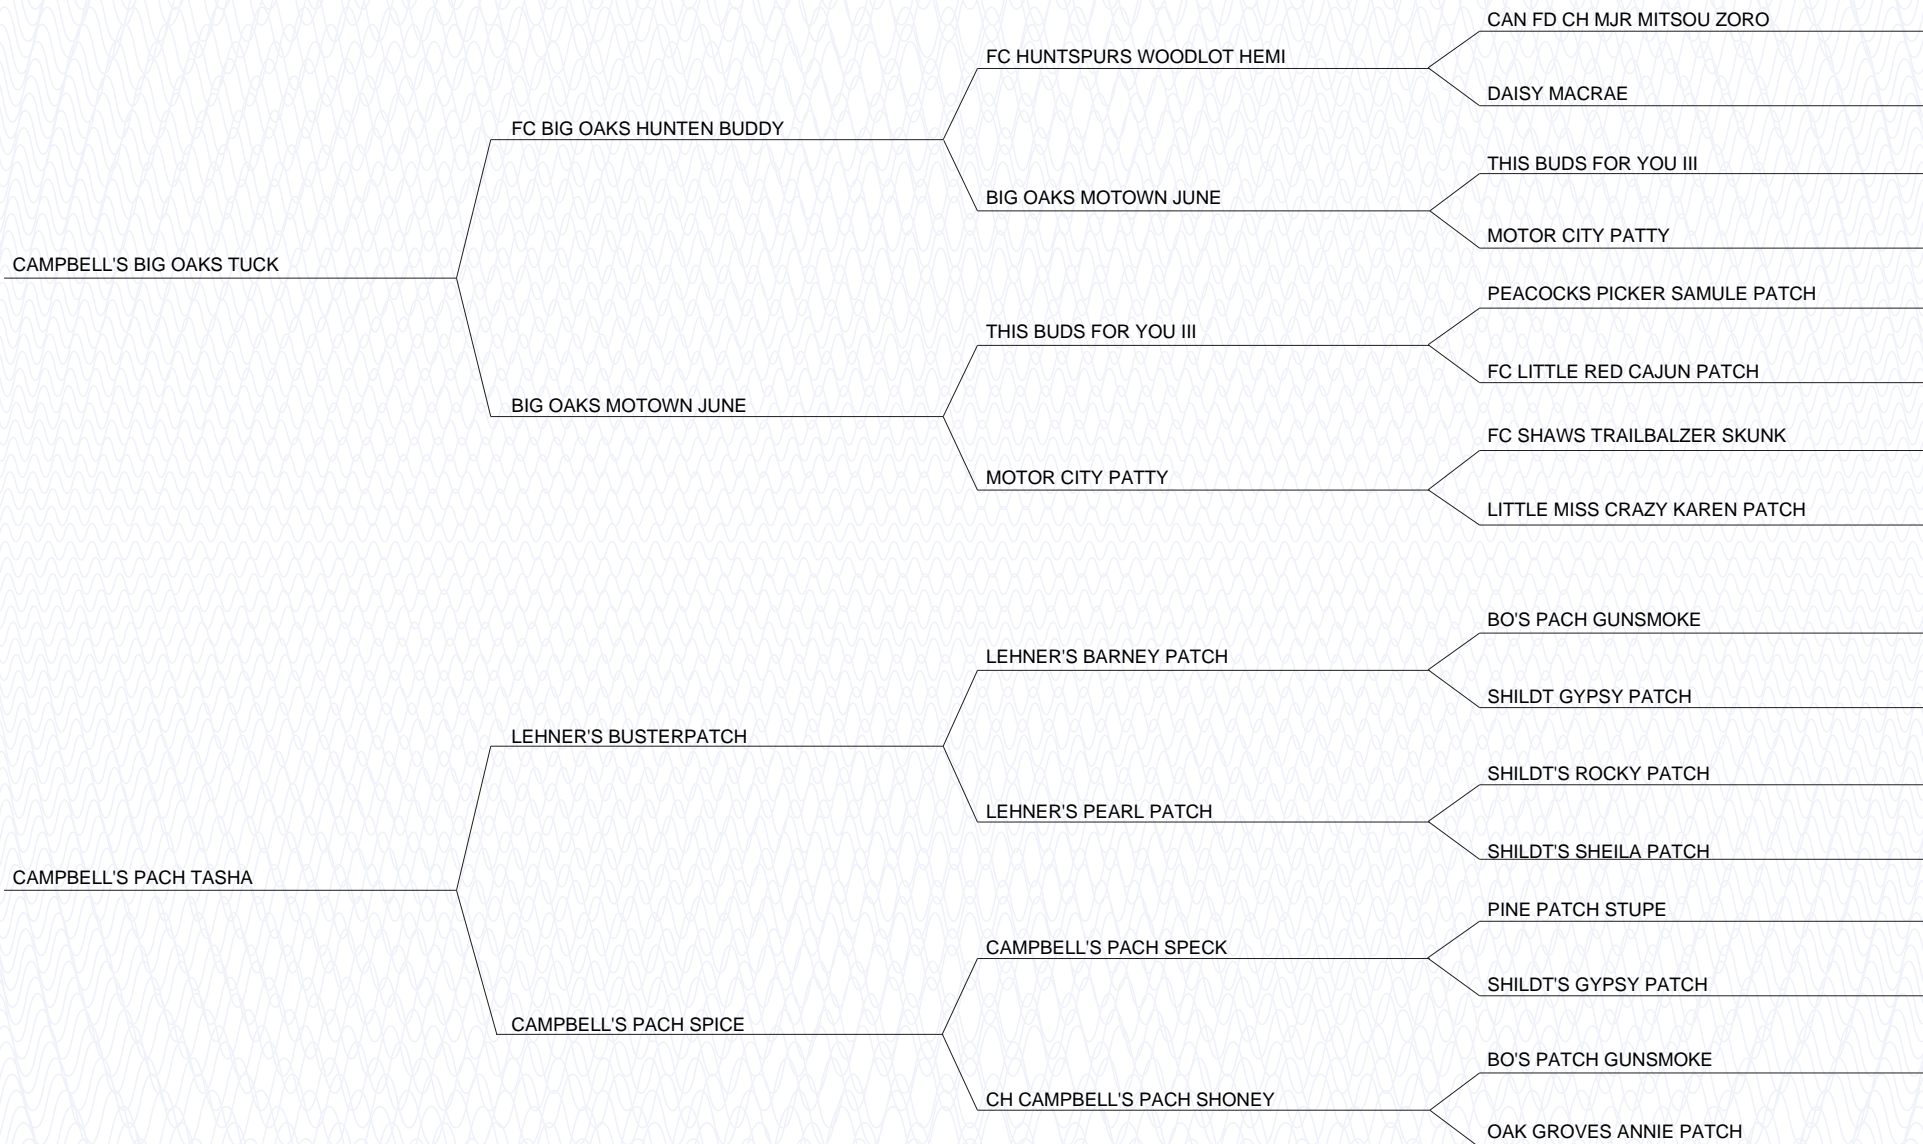 CAN FD CH MJR MITSOU ZORO
FC HUNTSPURS WOODLOT HEMI
DAISY MACRAE
FC BIG OAKS HUNTEN BUDDY
THIS BUDS FOR YOU III
BIG OAKS MOTOWN JUNE
MOTOR CITY PATTY
CAMPBELL'S BIG OAKS TUCK
PEACOCKS PICKER SAMULE PATCH
THIS BUDS FOR YOU III
FC LITTLE RED CAJUN PATCH
BIG OAKS MOTOWN JUNE
FC SHAWS TRAILBALZER SKUNK
MOTOR CITY PATTY
LITTLE MISS CRAZY KAREN PATCH
BO'S PACH GUNSMOKE
LEHNER'S BARNEY PATCH
SHILDT GYPSY PATCH
LEHNER'S BUSTERPATCH
SHILDT'S ROCKY PATCH
LEHNER'S PEARL PATCH
SHILDT'S SHEILA PATCH
CAMPBELL'S PACH TASHA
PINE PATCH STUPE
CAMPBELL'S PACH SPECK
SHILDT'S GYPSY PATCH
CAMPBELL'S PACH SPICE
BO'S PATCH GUNSMOKE
CH CAMPBELL'S PACH SHONEY
OAK GROVES ANNIE PATCH